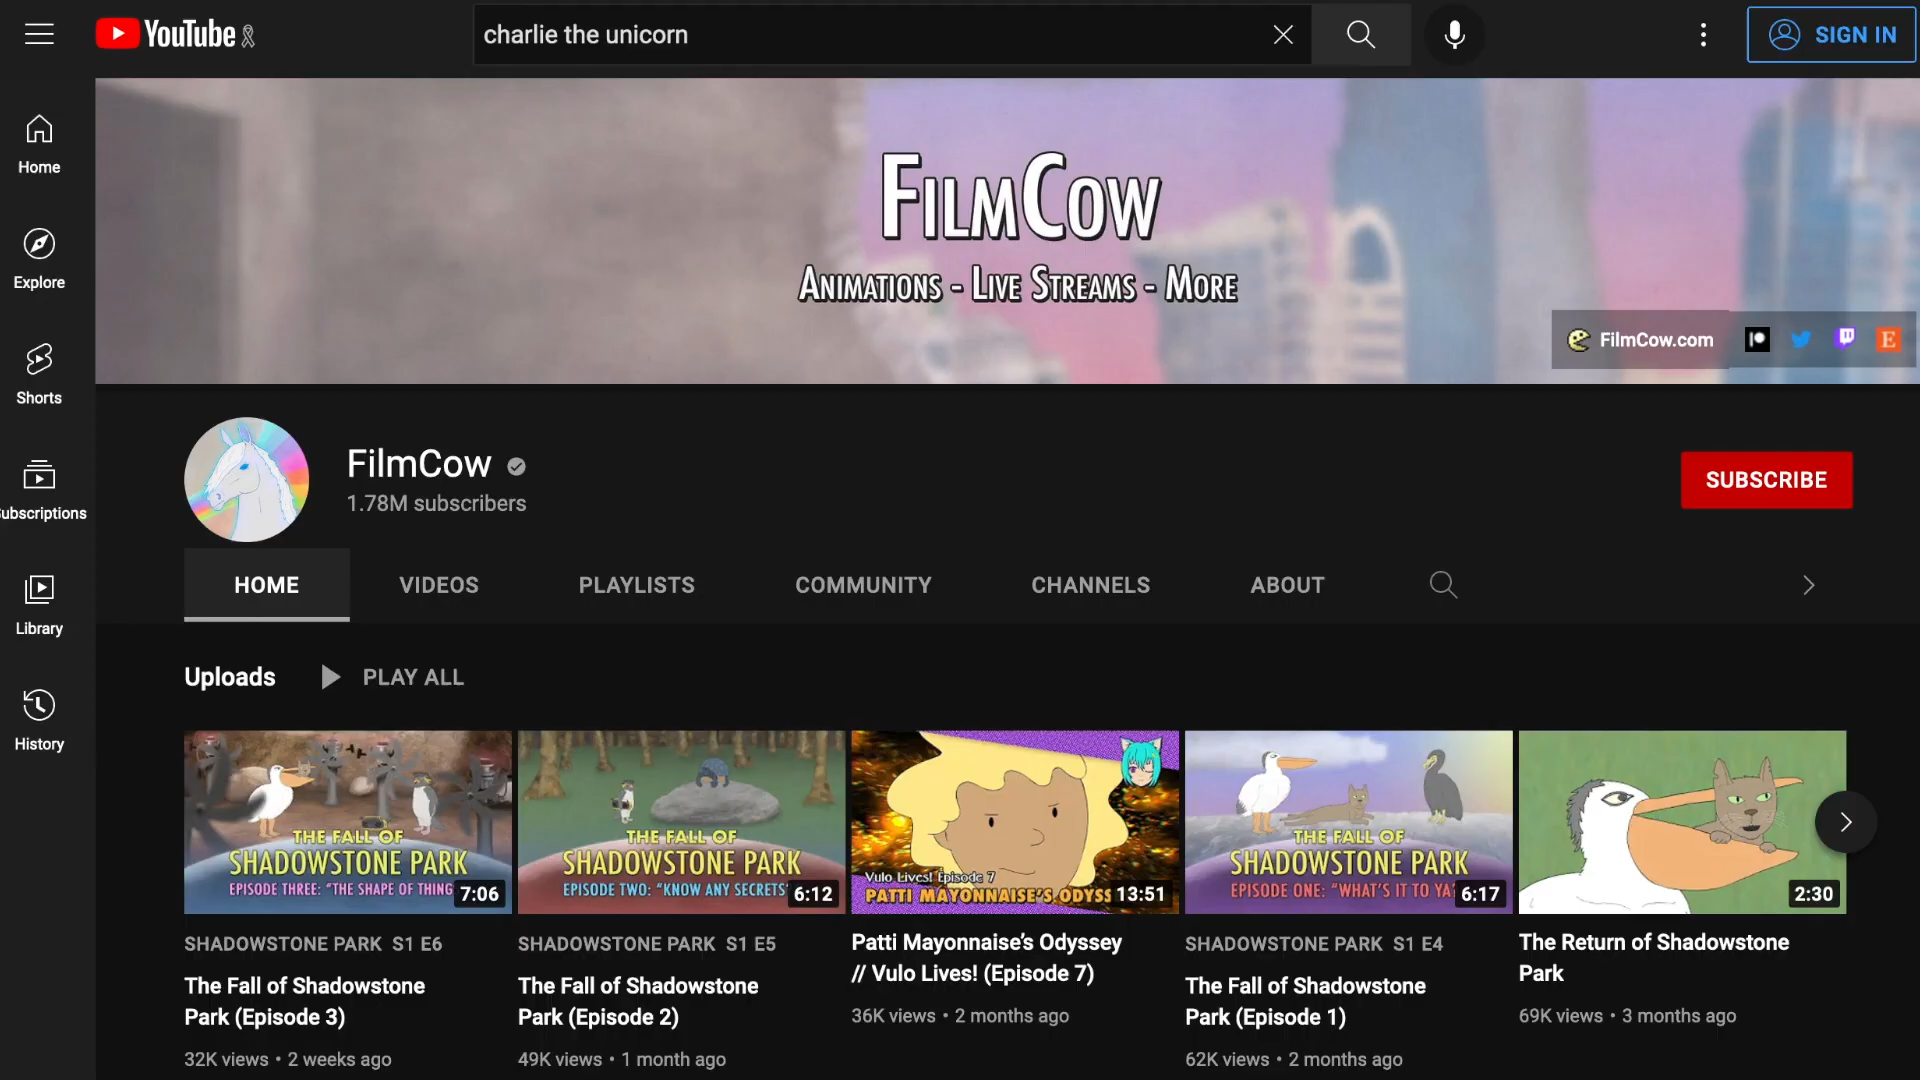 YouTube
charlie the unicorn
SIGN IN
Home
Explore
Shorts
ubscriptions
Library
History
FILMCOW
ANIMATIONS - LIVE STREAMS - MORE
FilmCow.com
FilmCow
1.78M subscribers
SUBSCRIBE
HOME
VIDEOS
PLAYLISTS
COMMUNITY
CHANNELS
ABOUT
Uploads
PLAY ALL
THE FALL OF
SHADOWSTONE PARK
EPISODE THREE: "THE SHAPE OF THING
7:06
SHADOWSTONE PARK S1 E6
The Fall of Shadowstone
Park (Episode 3)
32K views • 2 weeks ago
THE FALL OF
SHADOWSTONE PARK
EPISODE TWO: "KNOW ANY SECRETS
6:12
SHADOWSTONE PARK S1 E5
The Fall of Shadowstone
Park (Episode 2)
49K views • 1 month ago
Vulo Lives! Episode 7
PATTI MAYONNAISE'S ODYSS
13:51
Patti Mayonnaise’s Odyssey
// Vulo Lives! (Episode 7)
36K views • 2 months ago
THE FALL OF
SHADOWSTONE PARK
EPISODE ONE: "WHAT'S IT TO YA?
6:17
SHADOWSTONE PARK S1 E4
The Fall of Shadowstone
Park (Episode 1)
62K views • 2 months ago
2:30
The Return of Shadowstone
Park
69K views • 3 months ago